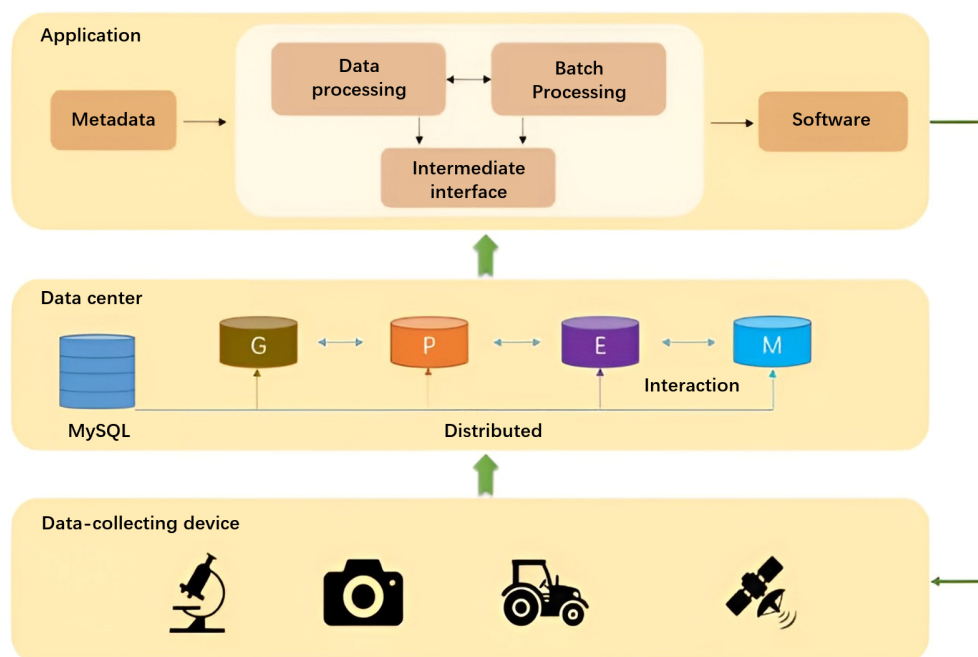 Application
Data
processing
Batch
Processing
Metadata
Software
Intermediate
interface
Data center
G
P
E
M
Interaction
MySQL
Distributed
Data-collecting device